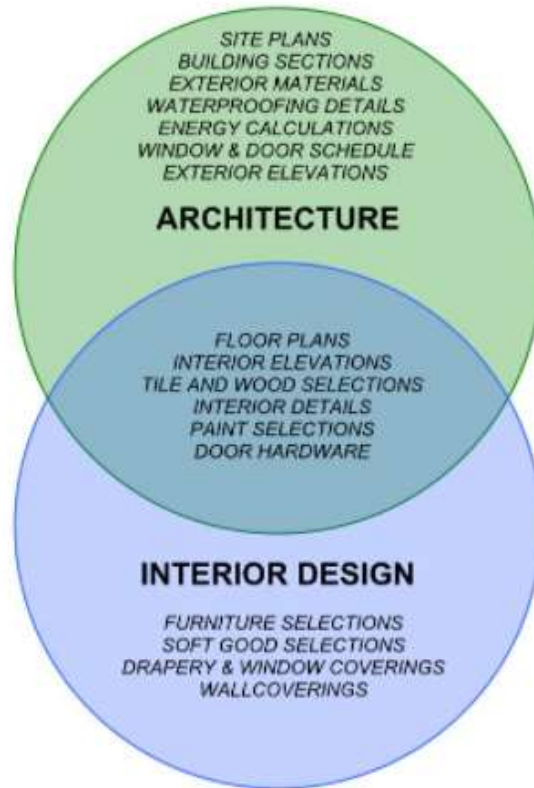 SITE PLANS
BUILDING SECTIONS
EXTERIOR MATERIALS
WATERPROOFING DETAILS
ENERGY CALCULATIONS
WINDOW & DOOR SCHEDULE
EXTERIOR ELEVATIONS
ARCHITECTURE
FLOOR PLANS
INTERIOR ELEVATIONS
TILE AND WOOD SELECTIONS
INTERIOR DETAILS
PAINT SELECTIONS
DOOR HARDWARE
INTERIOR DESIGN
FURNITURE SELECTIONS
SOFT GOOD SELECTIONS
DRAPERY & WINDOW COVERINGS
WALLCOVERINGS